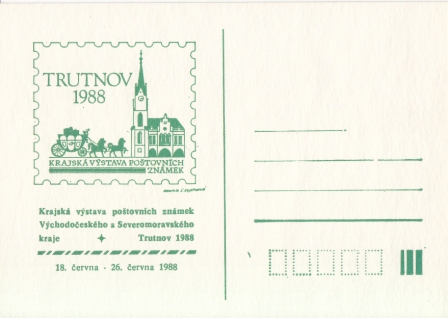 TRUTNOV
1988
KRAJSKÁ VÝSTAVA POŠTOVNÍCH
ZNÁMEK
Krajská výstava poštovních známek
Východočeského a Severomoravského
kraje Trutnov 1988
18. června - 26. června 1988